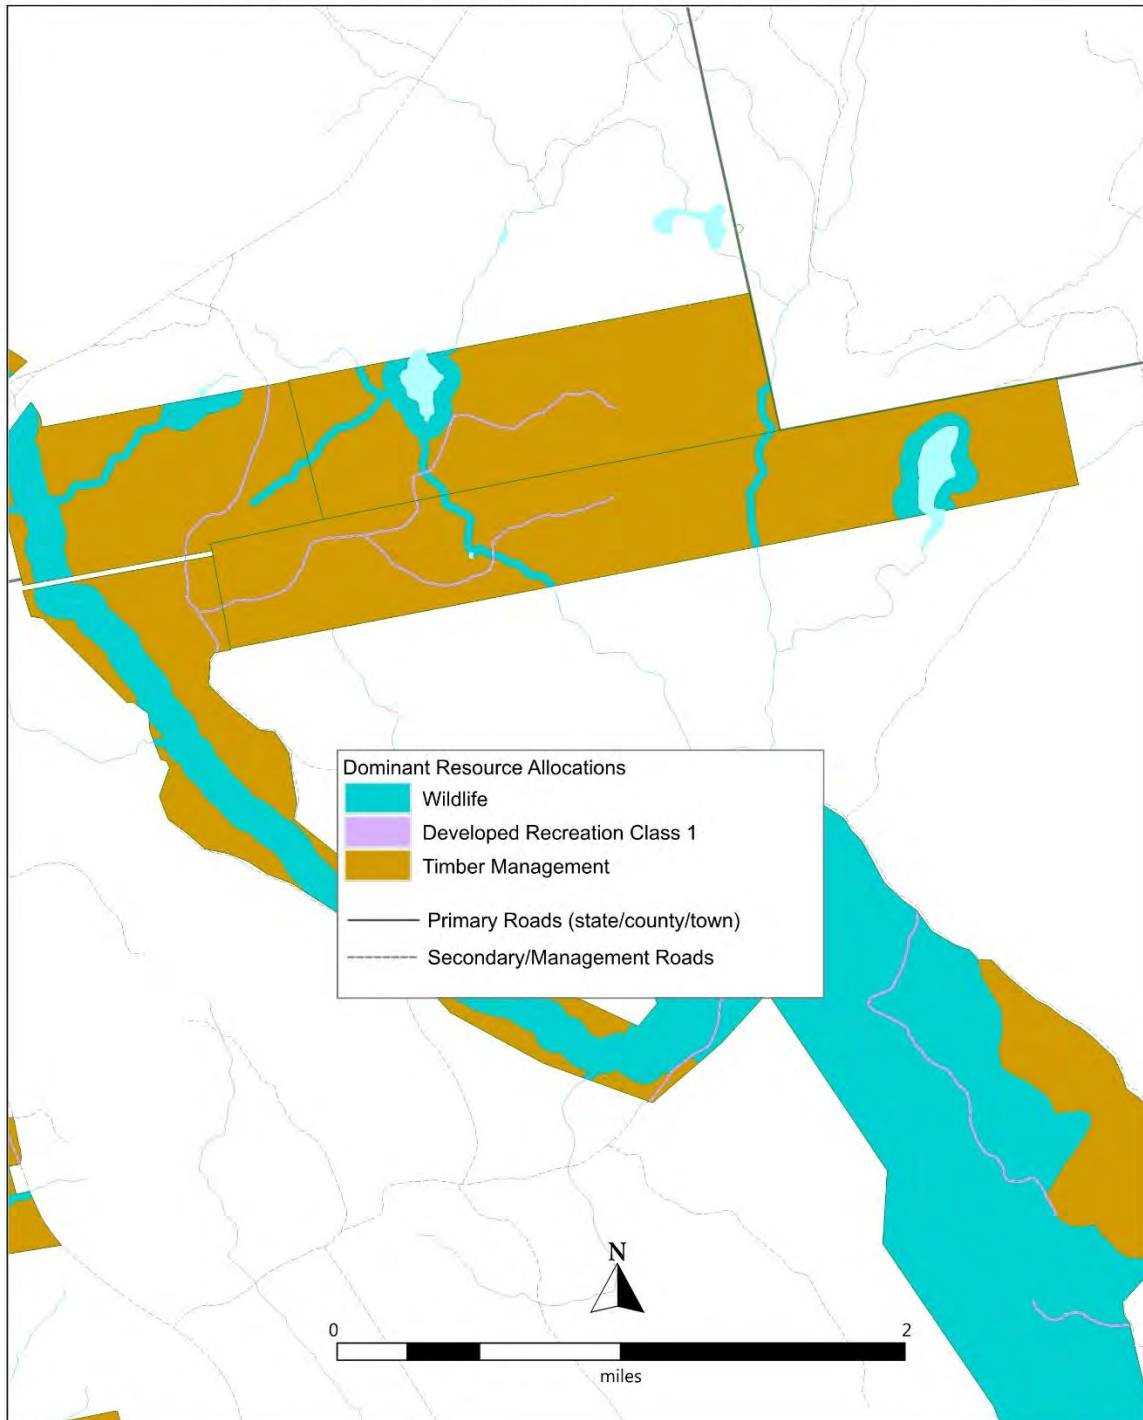 Dominant Resource Allocations
Wildlife
Developed Recreation Class 1
Timber Management
Primary Roads (state/county/town)
Secondary/Management Roads
N
0 2
miles